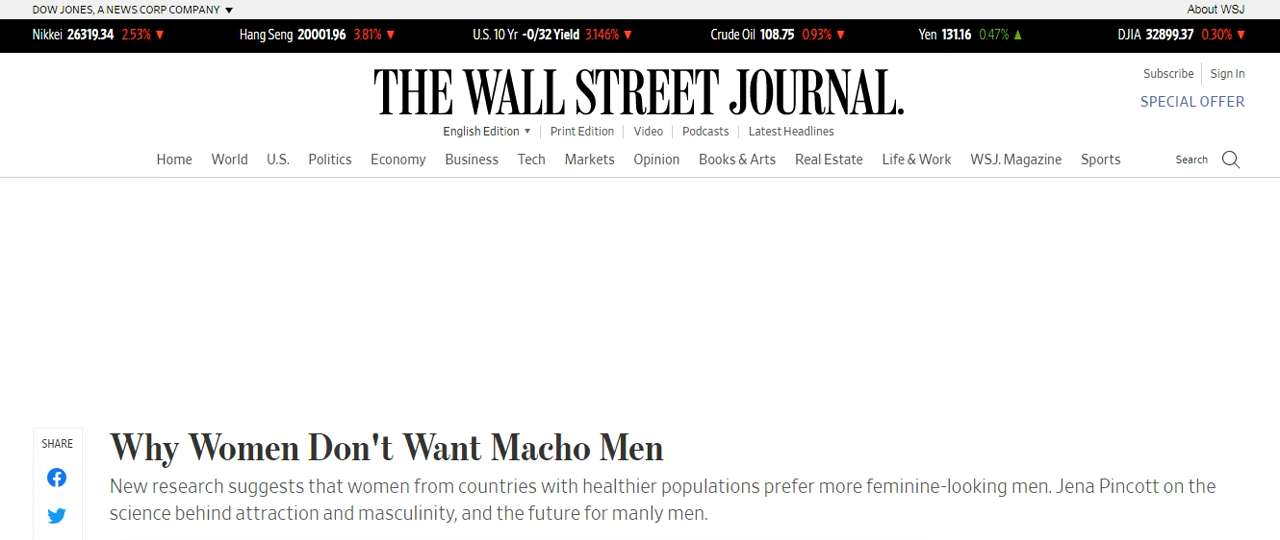 DOW JONES, A NEWS CORP COMPANY ▼ About WSJ
Nikkei 26319.34 2.53% ▼ Hang Seng 20001.96 3.81% ▼ U.S. 10 Yr -0/32 Yield 3.146% ▼ Crude Oil 108.75 0.93% ▼ Yen 131.16 0.47% ▲ DJIA 32899.37 0.30% ▼
THE WALL STREET JOURNAL.
Subscribe Sign In
SPECIAL OFFER
English Edition ▼ Print Edition Video Podcasts Latest Headlines
Home World U.S. Politics Economy Business Tech Markets Opinion Books & Arts Real Estate Life & Work WSJ. Magazine Sports Search
SHARE
Why Women Don't Want Macho Men
New research suggests that women from countries with healthier populations prefer more feminine-looking men. Jena Pincott on the
science behind attraction and masculinity, and the future for manly men.